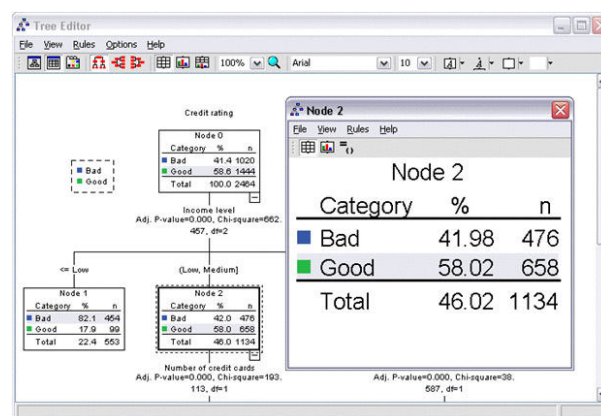 Tree Editor
File View Rules Options Help
100% Arial 10
Credit rating
Node 0
Category % n
Bad 41.4 1020
Good 58.6 1444
Total 100.0 2464
Bad
Good
Income level
Adj. P-value=0.000, Chi-square=662.
457, df=2
<= Low
(Low, Medium]
Node 1
Category % n
Bad 82.1 454
Good 17.9 99
Total 22.4 553
Node 2
Category % n
Bad 42.0 476
Good 58.0 658
Total 46.0 1134
Number of credit cards
Adj. P-value=0.000, Chi-square=193.
113, df=1
Adj. P-value=0.000, Chi-square=38.
587, df=1
Node 2
File View Rules Help
Node 2
Category % n
Bad 41.98 476
Good 58.02 658
Total 46.02 1134